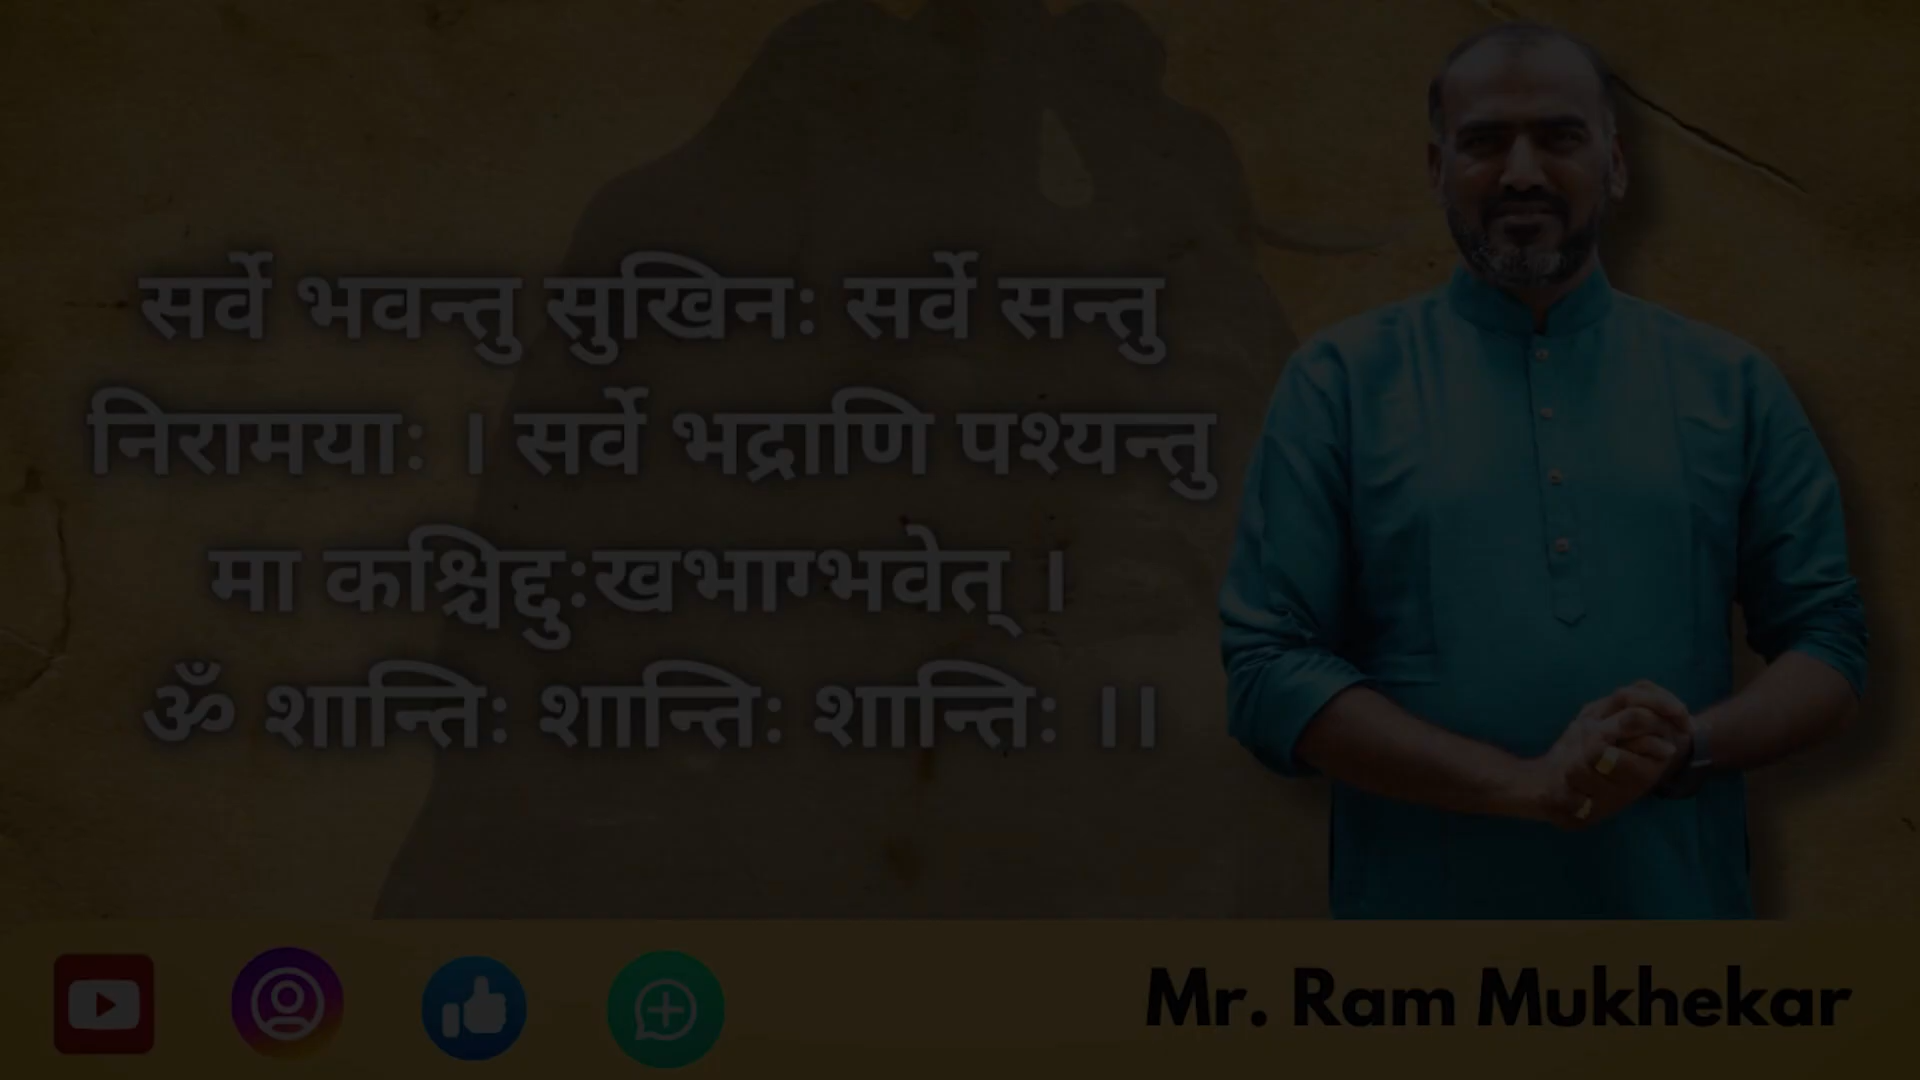 सर्वे भवन्तु सुखिनः सर्वे सन्तु
निरामयाः । सर्वे भद्राणि पश्यन्तु
मा कश्चिद्दुःखभाग्भवेत् ।
ॐ शान्तिः शान्तिः शान्तिः ।।
Mr. Ram Mukhekar